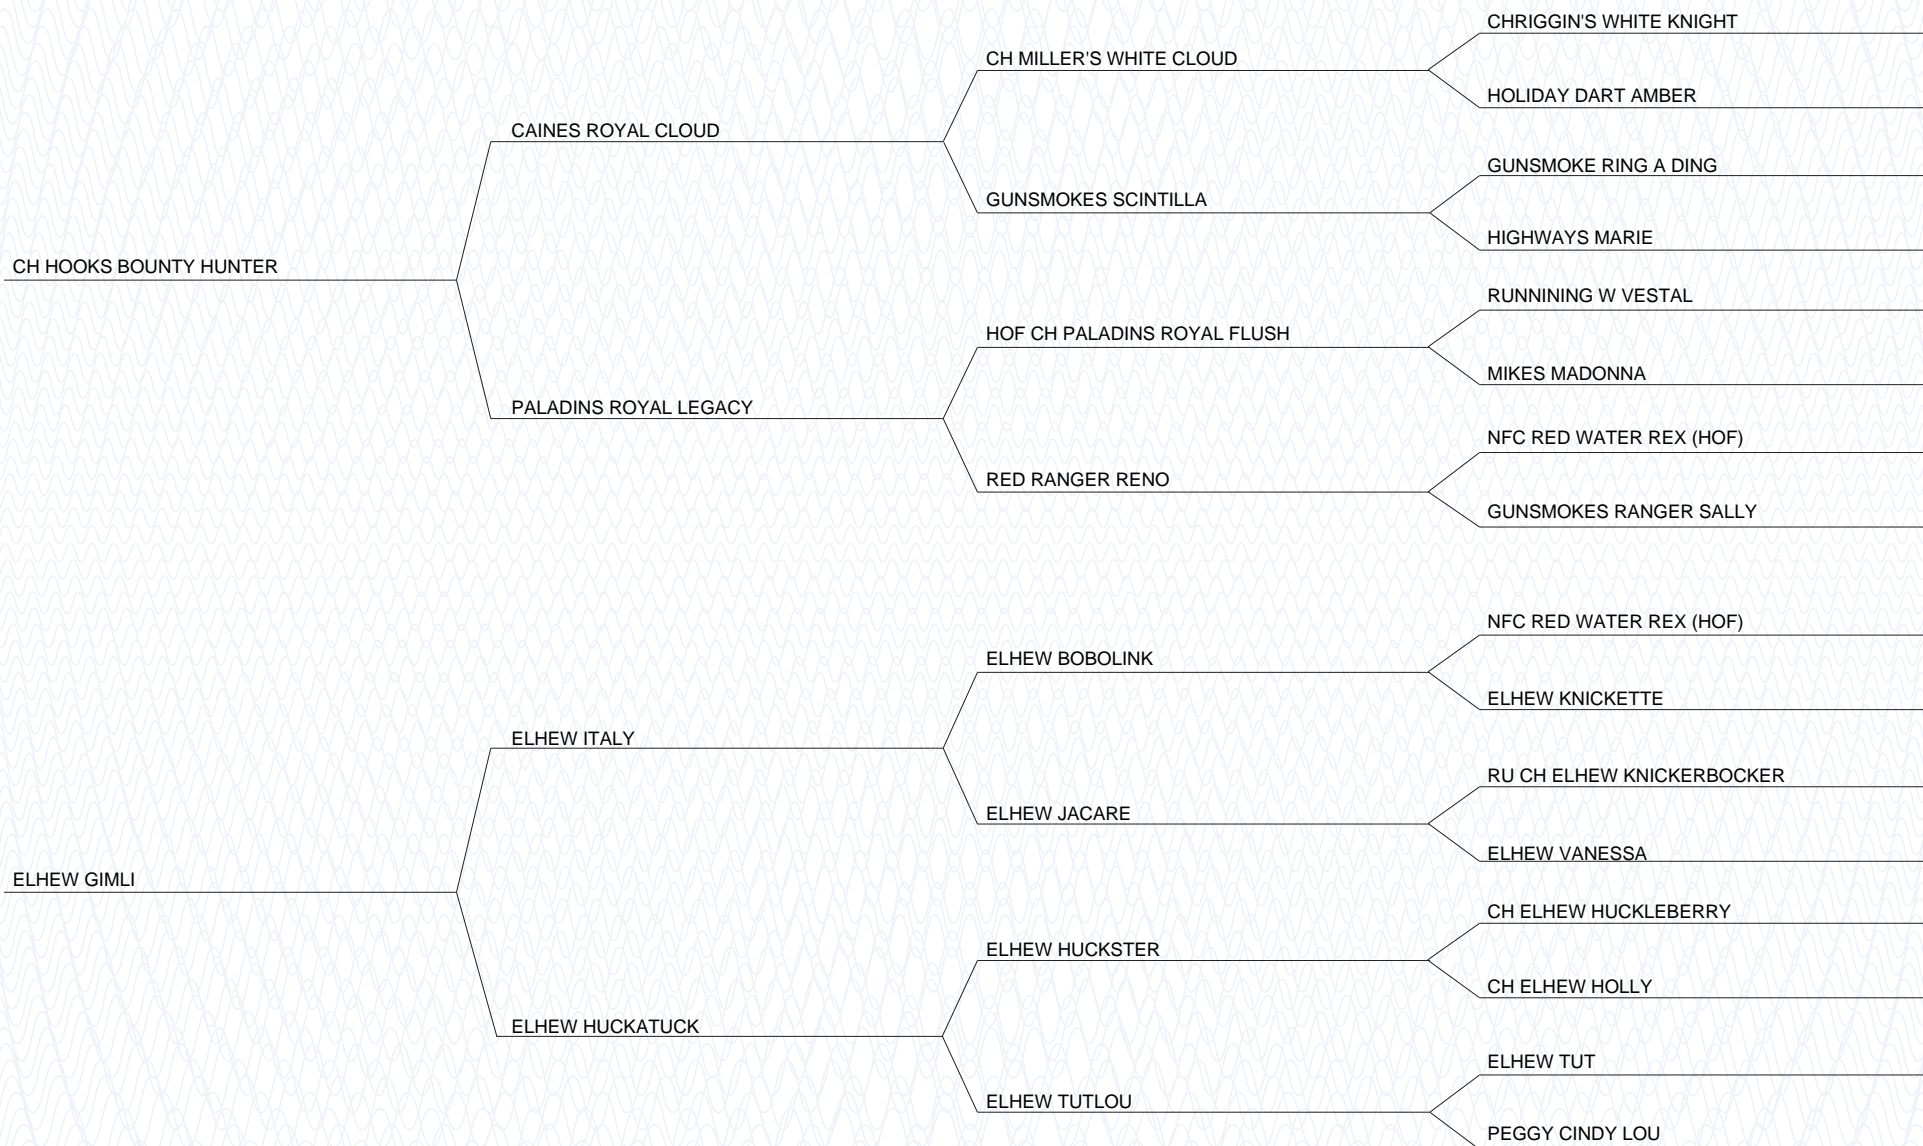 CHRIGGIN'S WHITE KNIGHT
CH MILLER'S WHITE CLOUD
HOLIDAY DART AMBER
CAINES ROYAL CLOUD
GUNSMOKE RING A DING
GUNSMOKES SCINTILLA
HIGHWAYS MARIE
CH HOOKS BOUNTY HUNTER
RUNNINING W VESTAL
HOF CH PALADINS ROYAL FLUSH
MIKES MADONNA
PALADINS ROYAL LEGACY
NFC RED WATER REX (HOF)
RED RANGER RENO
GUNSMOKES RANGER SALLY
NFC RED WATER REX (HOF)
ELHEW BOBOLINK
ELHEW KNICKETTE
ELHEW ITALY
RU CH ELHEW KNICKERBOCKER
ELHEW JACARE
ELHEW VANESSA
ELHEW GIMLI
CH ELHEW HUCKLEBERRY
ELHEW HUCKSTER
CH ELHEW HOLLY
ELHEW HUCKATUCK
ELHEW TUT
ELHEW TUTLOU
PEGGY CINDY LOU